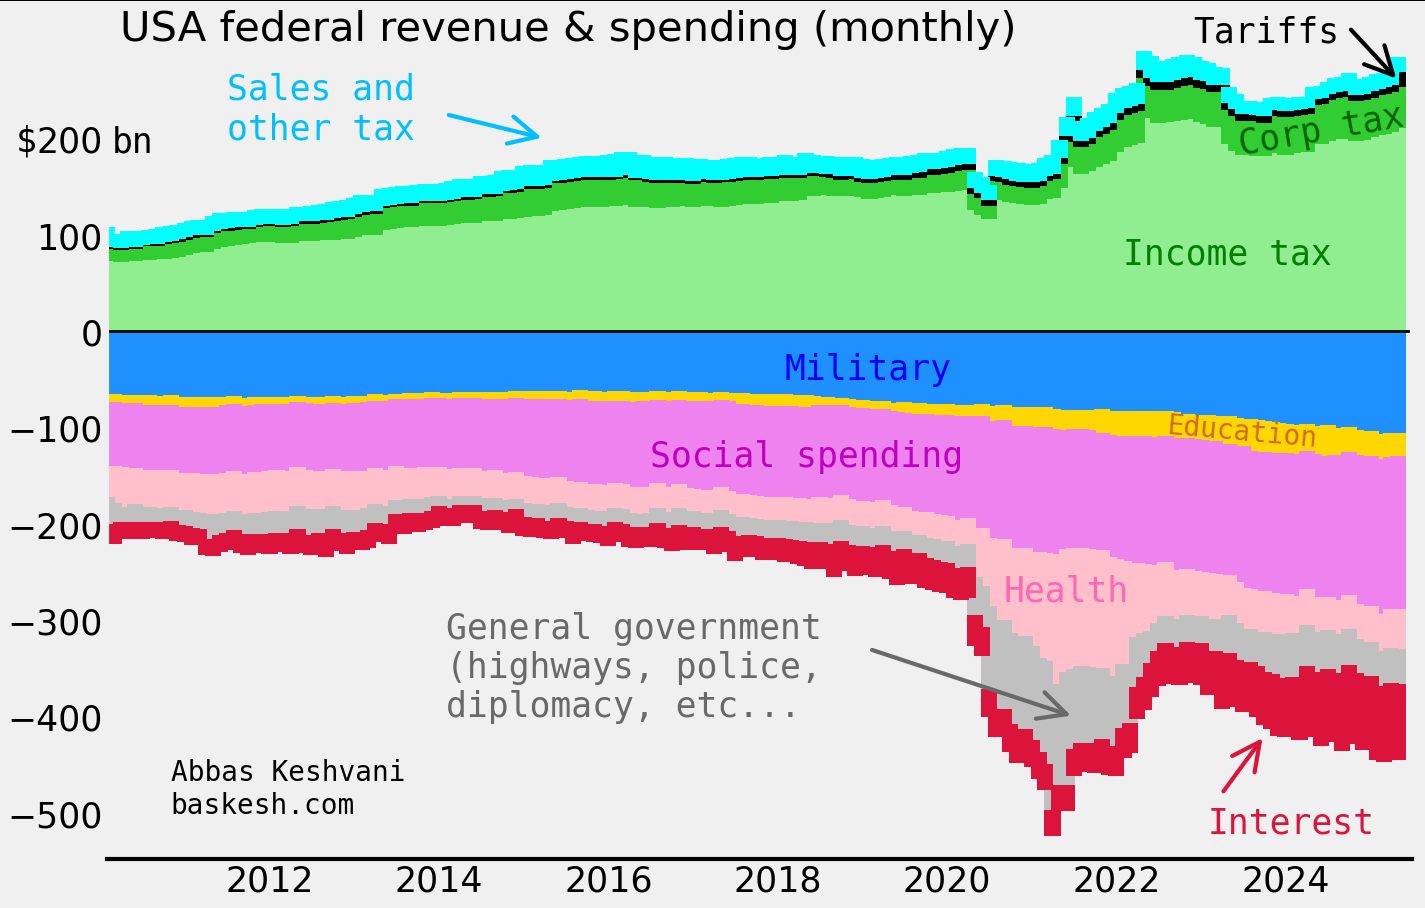 USA federal revenue & spending (monthly)
Tariffs
Sales and
other tax
$200 bn
Corp tax
100
Income tax
0
Military
−100
Education
Social spending
−200
Health
−300
General government
(highways, police,
diplomacy, etc...
−400
Abbas Keshvani
baskesh.com
−500
Interest
2012 2014 2016 2018 2020 2022 2024